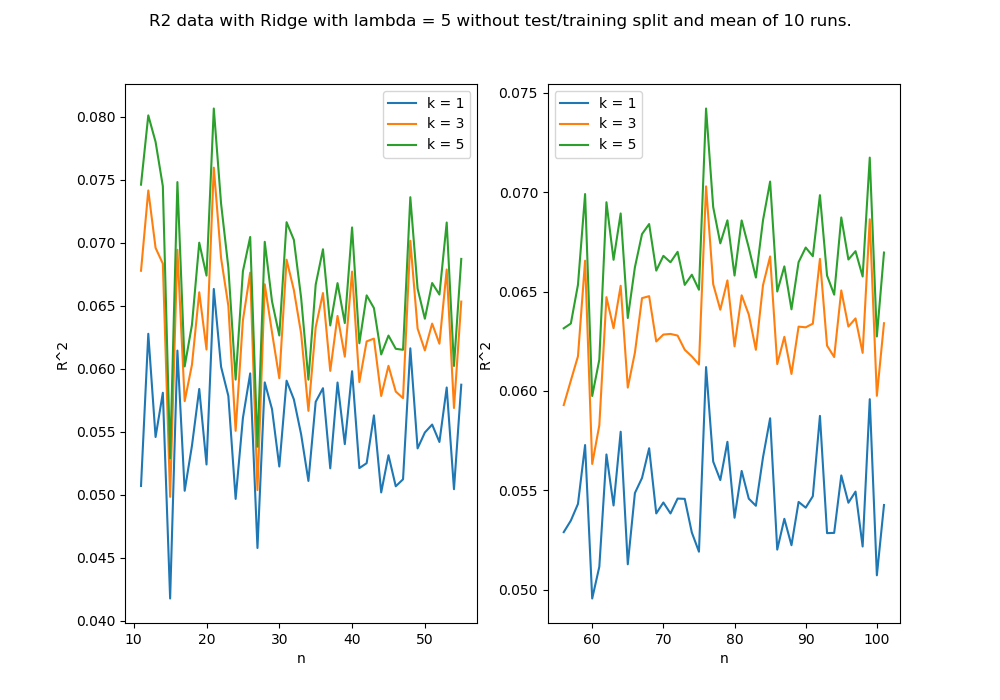 R2 data with Ridge with lambda = 5 without test/training split and mean of 10 runs.
k = 1
k = 3
k = 5
0.080
0.075
0.070
0.065
0.060
0.055
0.050
0.045
0.040
R^2
10 20 30 40 50
n
k = 1
k = 3
k = 5
0.075
0.070
0.065
0.060
0.055
0.050
R^2
60 70 80 90 100
n